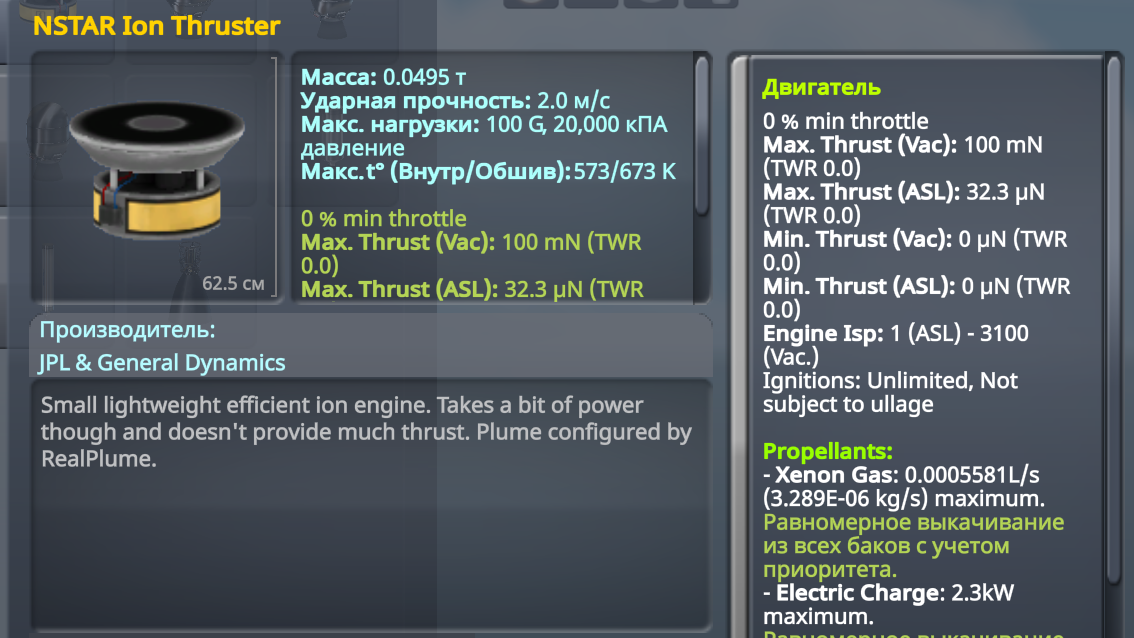 NSTAR Ion Thruster
62.5 см
Масса: 0.0495 т
Ударная прочность: 2.0 м/с
Макс. нагрузки: 100 G, 20,000 кПА
давление
Макс.t° (Внутр/Обшив):573/673 K
0 % min throttle
Max. Thrust (Vac): 100 mN (TWR
0.0)
Max. Thrust (ASL): 32.3 µN (TWR
Производитель:
JPL & General Dynamics
Small lightweight efficient ion engine. Takes a bit of power
though and doesn't provide much thrust. Plume configured by
RealPlume.
Двигатель
0 % min throttle
Max. Thrust (Vac): 100 mN
(TWR 0.0)
Max. Thrust (ASL): 32.3 µN
(TWR 0.0)
Min. Thrust (Vac): 0 µN (TWR
0.0)
Min. Thrust (ASL): 0 µN (TWR
0.0)
Engine Isp: 1 (ASL) - 3100
(Vac.)
Ignitions: Unlimited, Not
subject to ullage
Propellants:
- Xenon Gas: 0.0005581L/s
(3.289E-06 kg/s) maximum.
Равномерное выкачивание
из всех баков с учетом
приоритета.
- Electric Charge: 2.3kW
maximum.
Равномерное выкачивание